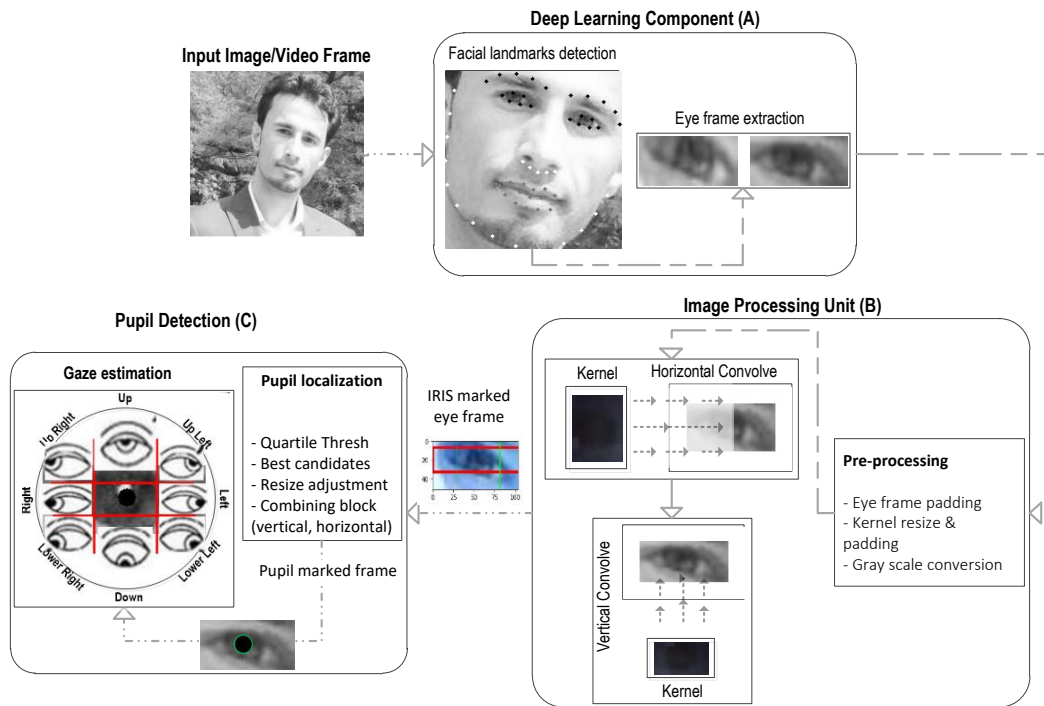 Deep Learning Component (A)
Input Image/Video Frame
Facial landmarks detection
Eye frame extraction
Image Processing Unit (B)
Pupil Detection (C)
Gaze estimation
Up
Up Right
Up Left
Right
Left
Lower Right
Lower Left
Down
Pupil localization
- Quartile Thresh
- Best candidates
- Resize adjustment
- Combining block
(vertical, horizontal)
Pupil marked frame
IRIS marked
eye frame
0
20
40
0 25 50 75 100
Kernel
Horizontal Convolve
Vertical Convolve
Kernel
Pre-processing
- Eye frame padding
- Kernel resize &
padding
- Gray scale conversion